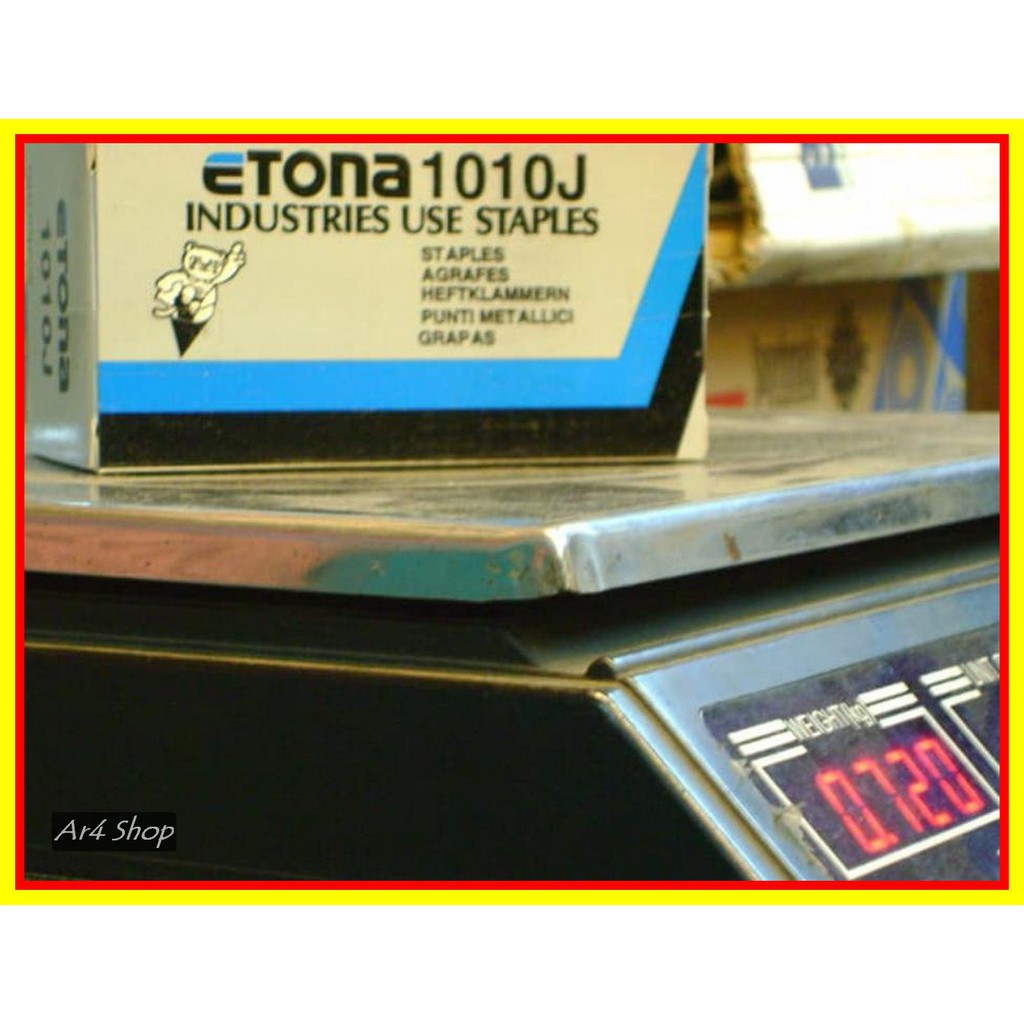 ETONA 1010J
INDUSTRIES USE STAPLES
STAPLES
AGRAFES
HEFTKLAMMERN
PUNTI METALLICI
GRAPAS
ETONA
1010J
WEIGHT(kg)
UNIT
0.720
Ar4 Shop